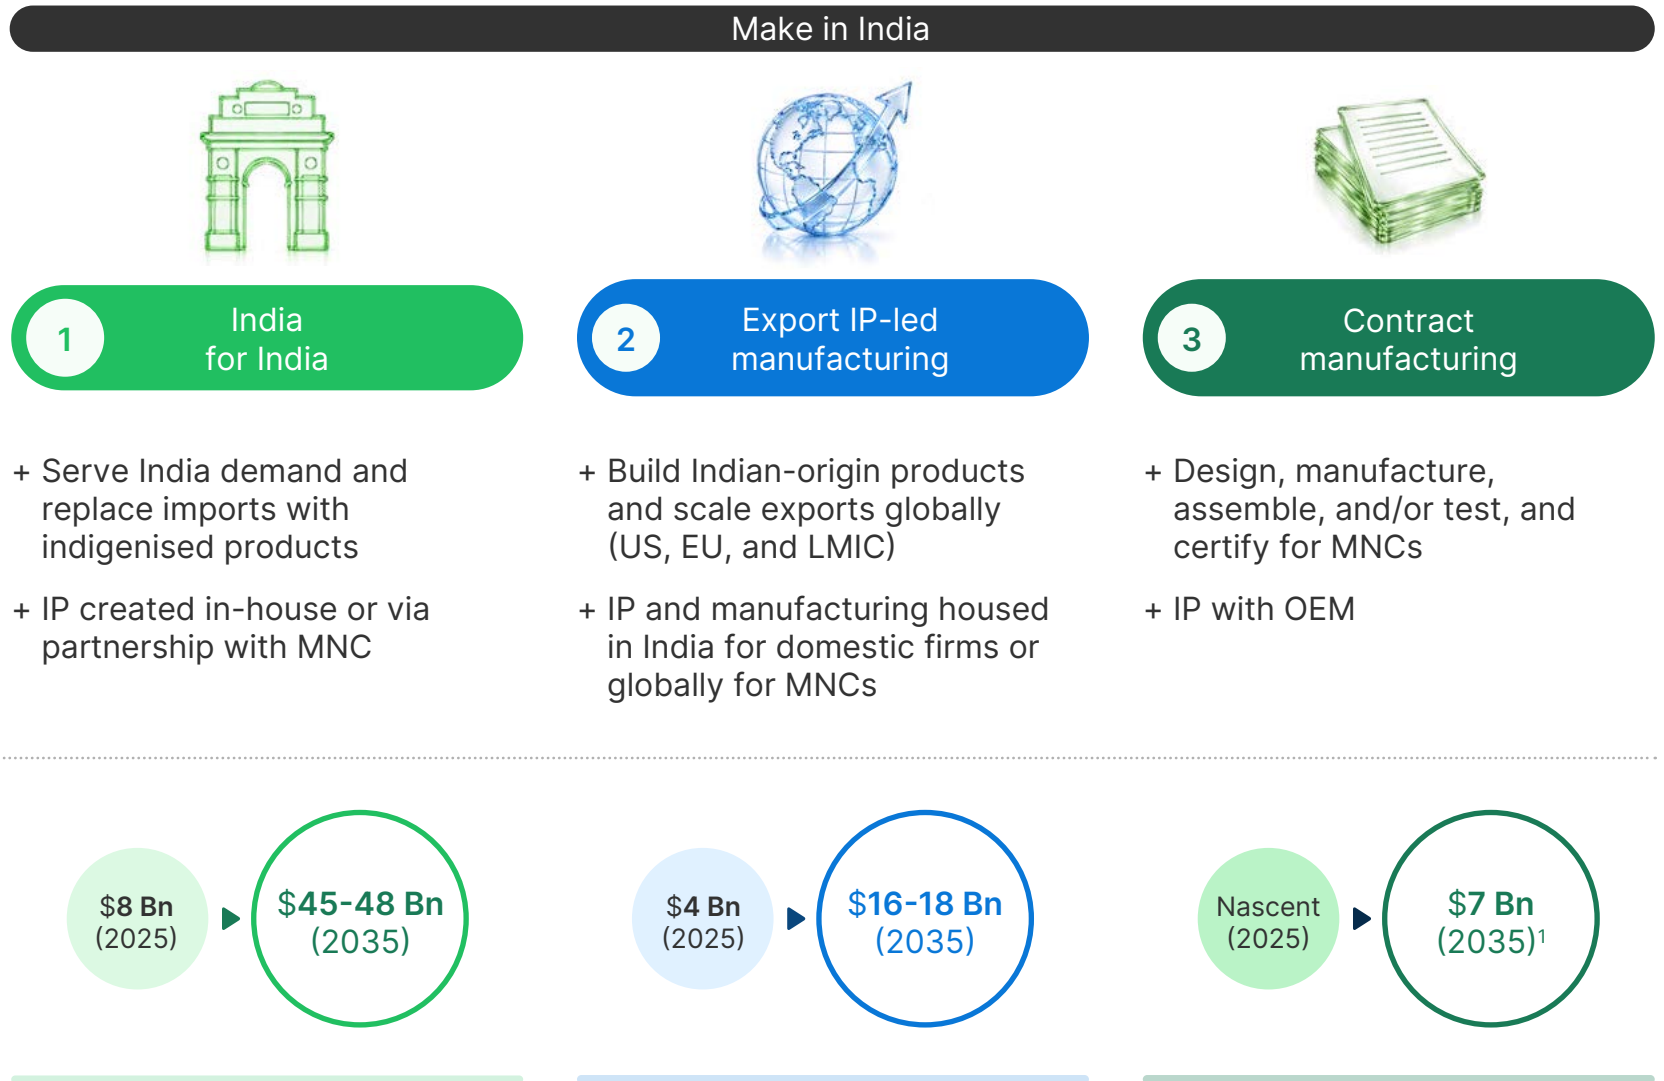 Make in India
1
India
for India
+ Serve India demand and
replace imports with
indigenised products
+ IP created in-house or via
partnership with MNC
$8 Bn
(2025)
$45-48 Bn
(2035)
2
Export IP-led
manufacturing
+ Build Indian-origin products
and scale exports globally
(US, EU, and LMIC)
+ IP and manufacturing housed
in India for domestic firms or
globally for MNCs
$4 Bn
(2025)
$16-18 Bn
(2035)
3
Contract
manufacturing
+ Design, manufacture,
assemble, and/or test, and
certify for MNCs
+ IP with OEM
Nascent
(2025)
$7 Bn
(2035)¹